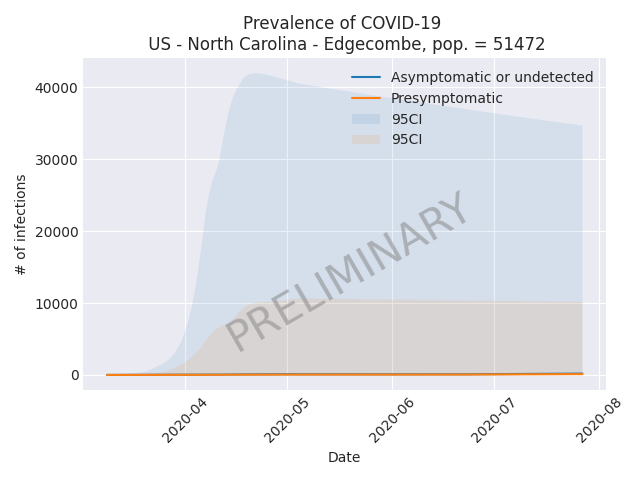 Prevalence of COVID-19
US - North Carolina - Edgecombe, pop. = 51472
Asymptomatic or undetected
Presymptomatic
95CI
95CI
40000
30000
20000
10000
0
# of infections
PRELIMINARY
2020-04
2020-05
2020-06
2020-07
2020-08
Date